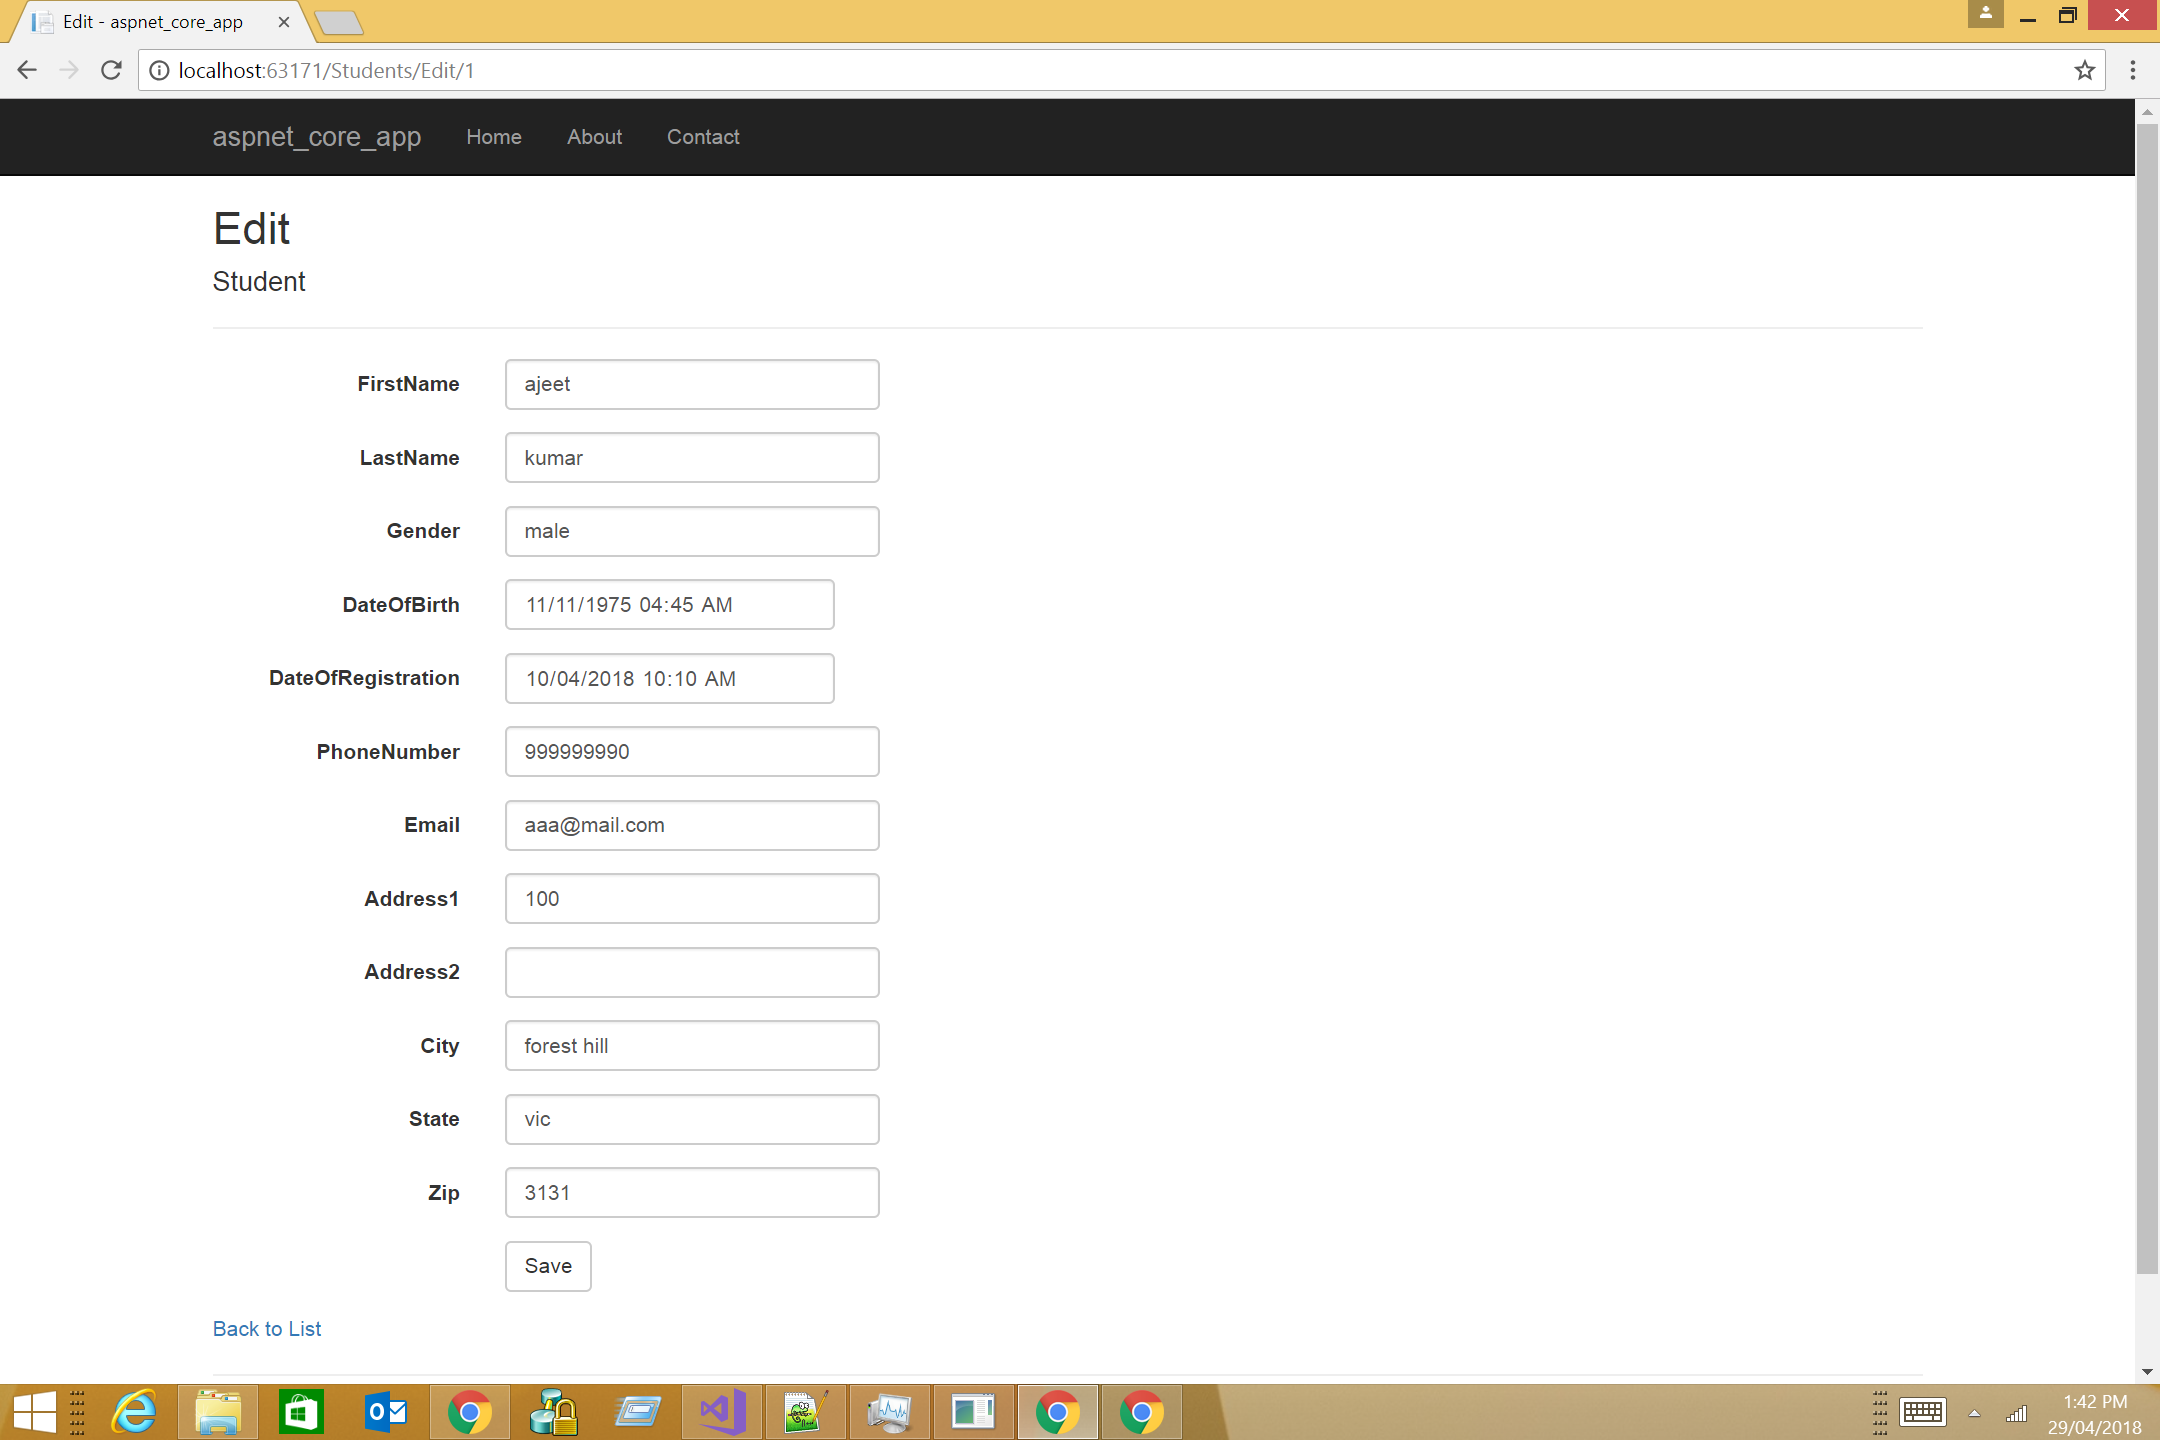 Edit - aspnet_core_app
localhost:63171/Students/Edit/1
aspnet_core_app Home About Contact
Edit
Student
FirstName ajeet
LastName kumar
Gender male
DateOfBirth 11/11/1975 04:45 AM
DateOfRegistration 10/04/2018 10:10 AM
PhoneNumber 999999990
Email aaa@mail.com
Address1 100
Address2
City forest hill
State vic
Zip 3131
Save
Back to List
1:42 PM
29/04/2018